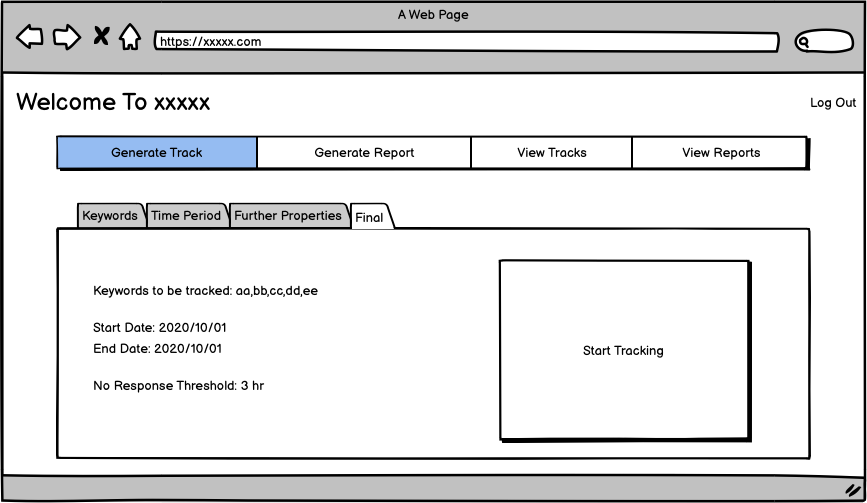 A Web Page
https://xxxxx.com
Welcome To xxxxx
Log Out
Generate Track
Generate Report
View Tracks
View Reports
Keywords
Time Period
Further Properties
Final
Keywords to be tracked: aa,bb,cc,dd,ee
Start Date: 2020/10/01
End Date: 2020/10/01
No Response Threshold: 3 hr
Start Tracking